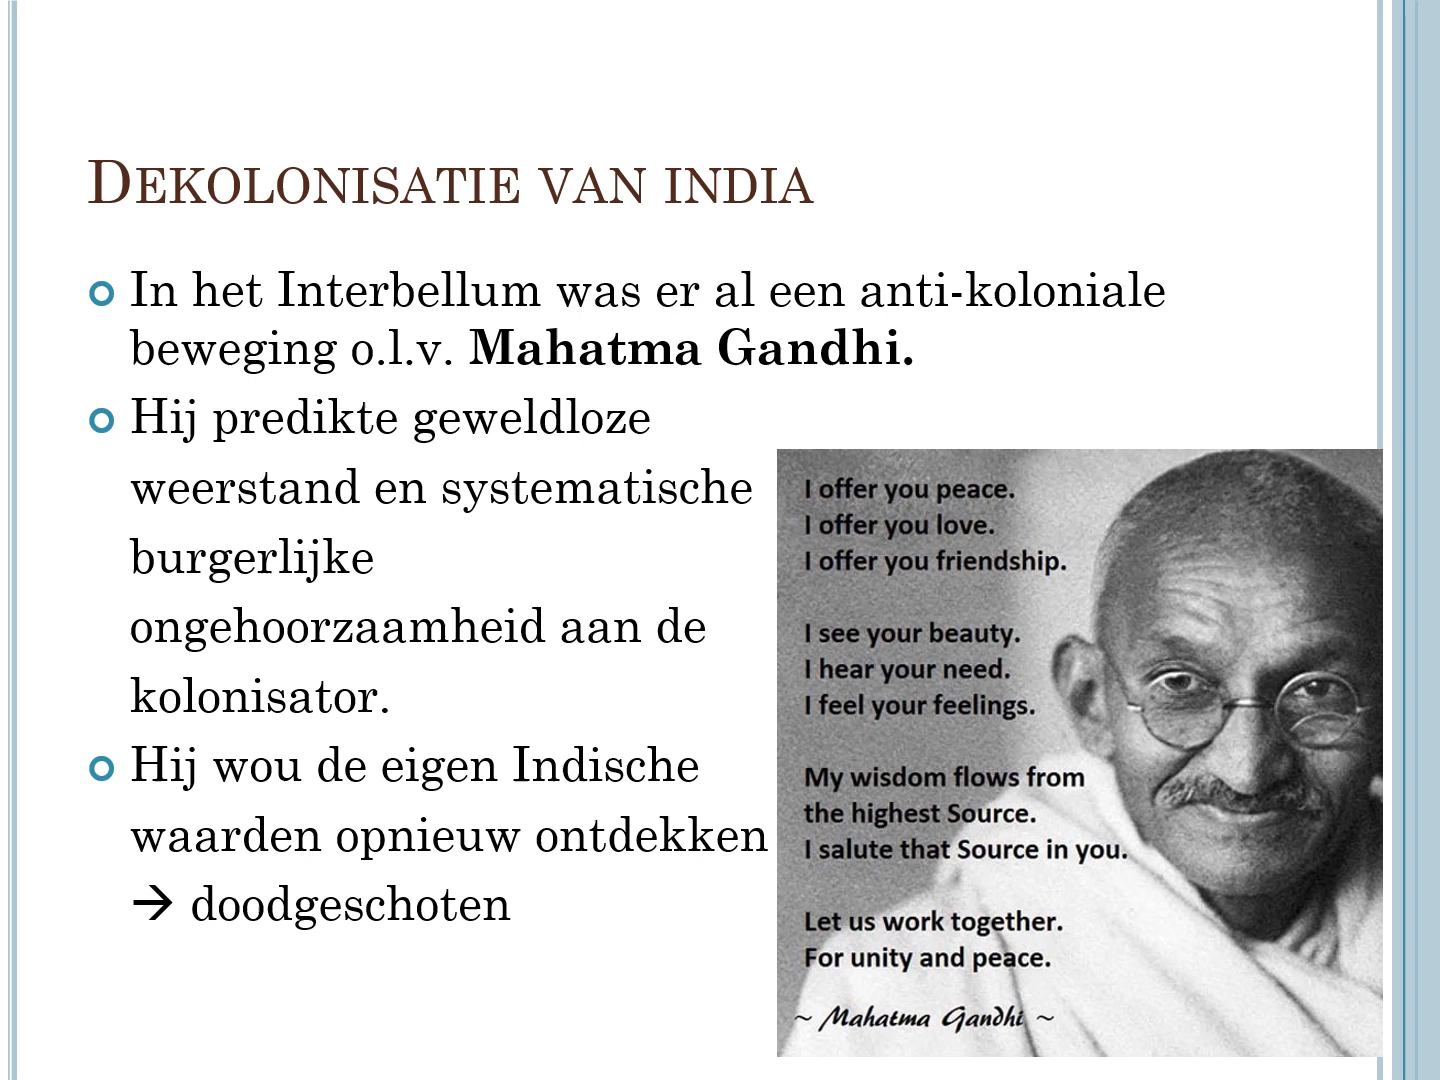 DEKOLONISATIE VAN INDIA
In het Interbellum was er al een anti-koloniale
beweging o.l.v. Mahatma Gandhi.
Hij predikte geweldloze
weerstand en systematische
burgerlijke
ongehoorzaamheid aan de
kolonisator.
Hij wou de eigen Indische
waarden opnieuw ontdekken
→ doodgeschoten
I offer you peace.
I offer you love.
I offer you friendship.
I see your beauty.
I hear your need.
I feel your feelings.
My wisdom flows from
the highest Source.
I salute that Source in you.
Let us work together.
For unity and peace.
~ Mahatma Gandhi ~